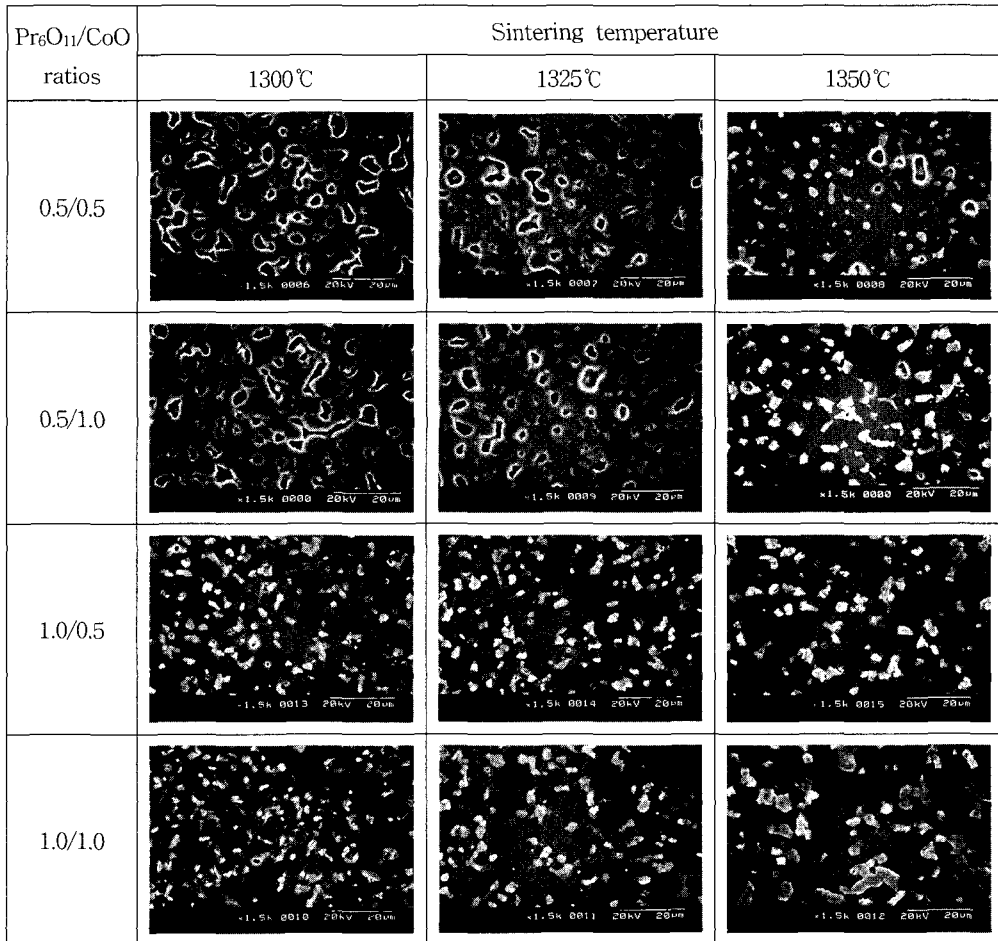 Pr₆O₁₁/CoO
ratios
Sintering temperature
1300℃
1325℃
1350℃
0.5/0.5
1.5k 0006 20kV 20μm
×1.5k 0007 20kV 20μm
×1.5k 0008 20kV 20μm
0.5/1.0
×1.5k 0000 20kV 20μm
×1.5k 0009 20kV 20μm
×1.5k 0000 20kV 20μm
1.0/0.5
1.5k 0013 20kV 20μm
1.5k 0014 20kV 20μm
×1.5k 0015 20kV 20μm
1.0/1.0
×1.5k 0010 20kV 20μm
×1.5k 0011 20kV 20μm
×1.5k 0012 20kV 20μm